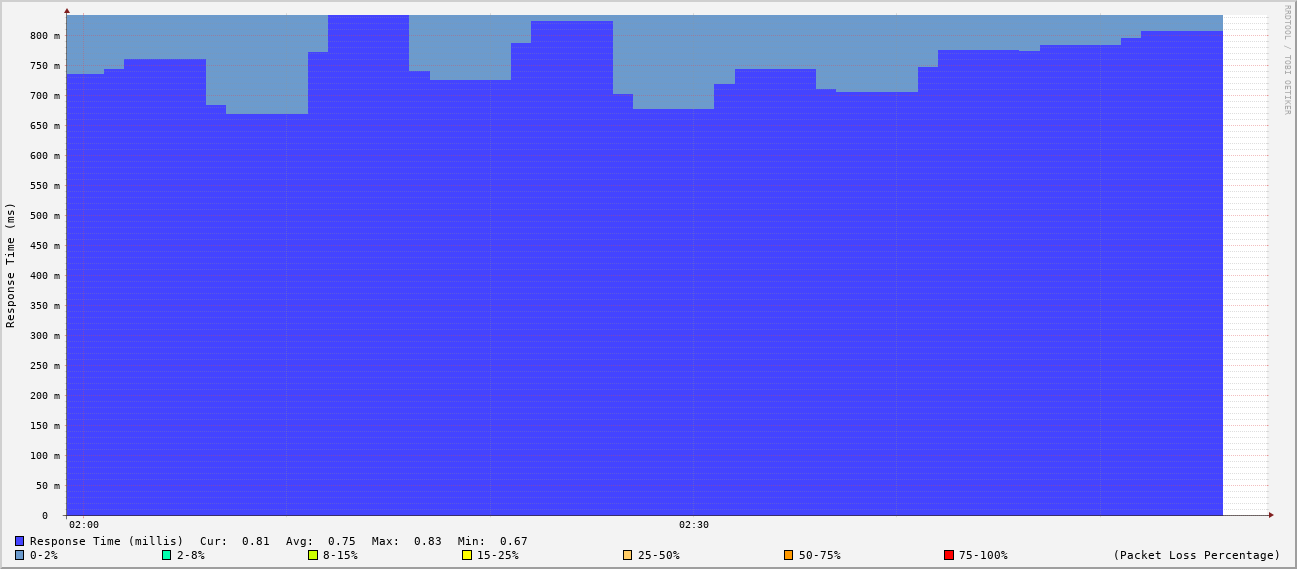 RRDTOOL / TOBI OETIKER
Response Time (ms)
800 m
750 m
700 m
650 m
600 m
550 m
500 m
450 m
400 m
350 m
300 m
250 m
200 m
150 m
100 m
50 m
0
02:00 02:30
Response Time (millis) Cur: 0.81 Avg: 0.75 Max: 0.83 Min: 0.67
0-2% 2-8% 8-15% 15-25% 25-50% 50-75% 75-100% (Packet Loss Percentage)